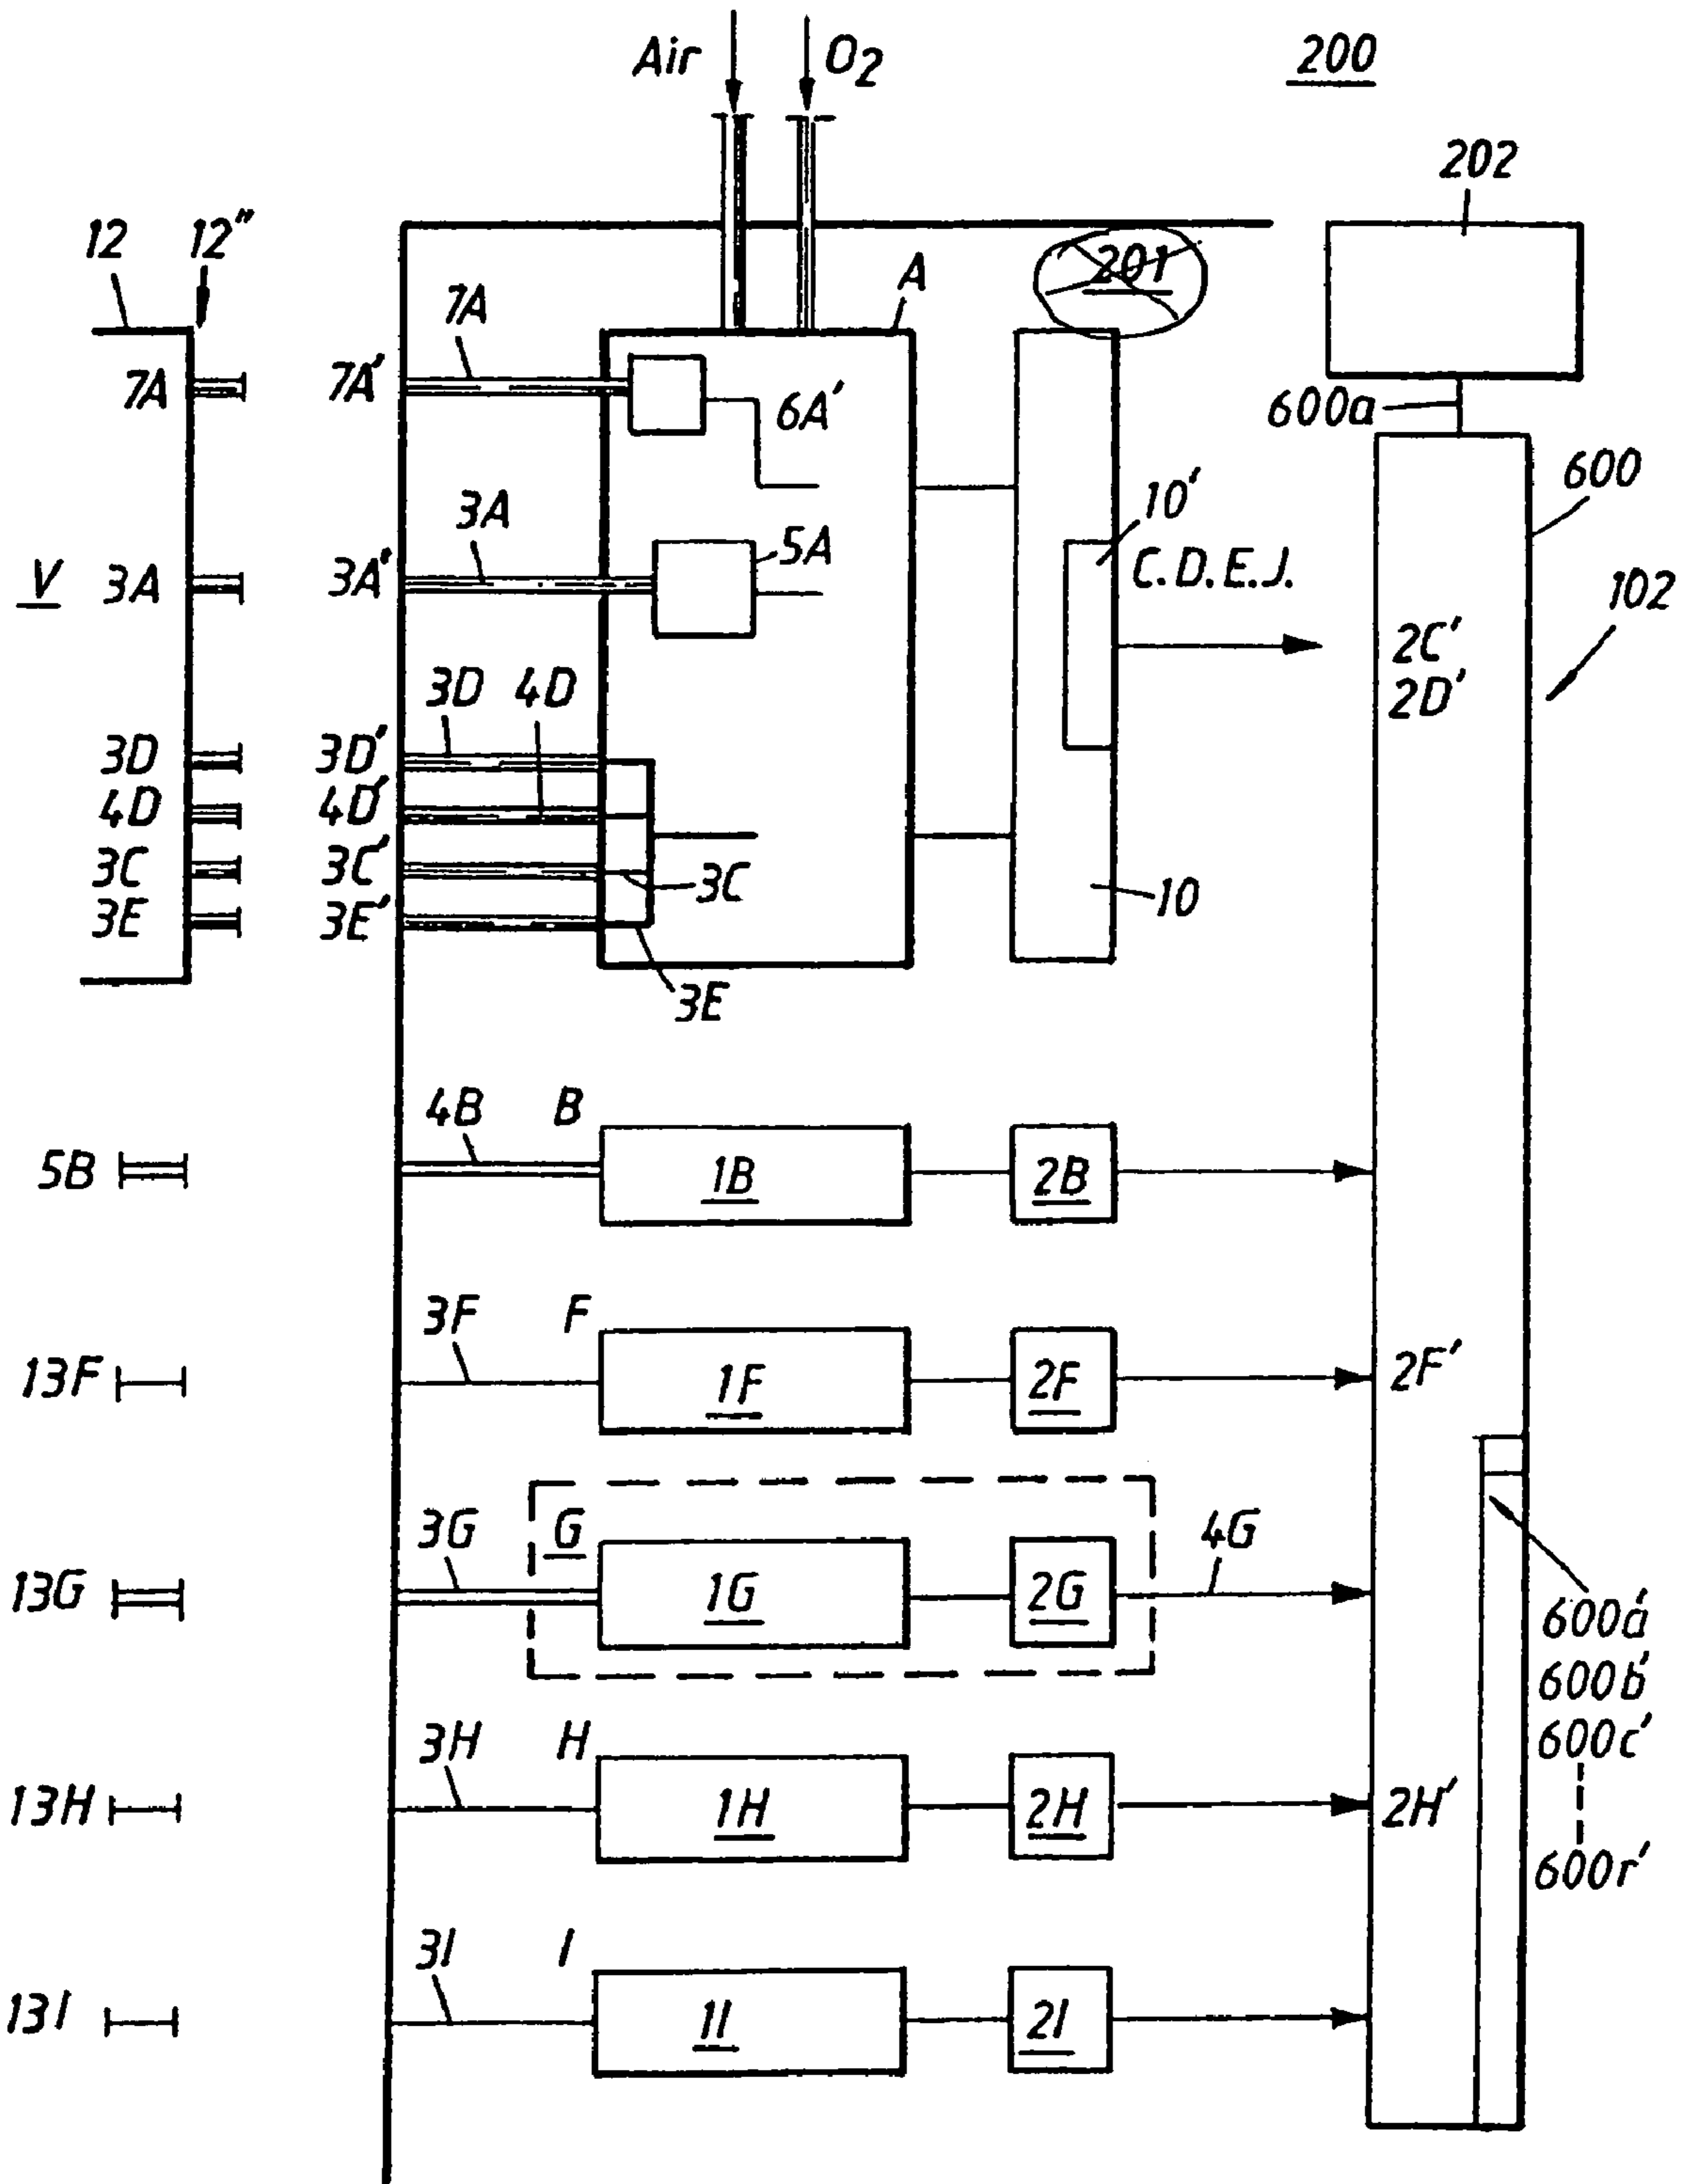 Air
O2
200
202
12
12"
201
A
7A
7A
7A'
6A'
600a
600
3A
5A
10'
C.D.E.J.
V
3A
3A'
102
2C'
2D'
3D
4D
3D
3D'
4D
4D'
3C
3C'
3C
10
3E
3E'
3E
4B
B
5B
1B
2B
3F
F
13F
1F
2F
2F'
3G
G
4G
13G
1G
2G
600a'
600b'
600c'
600r'
3H
H
13H
1H
2H
2H'
3I
I
13I
1I
2I